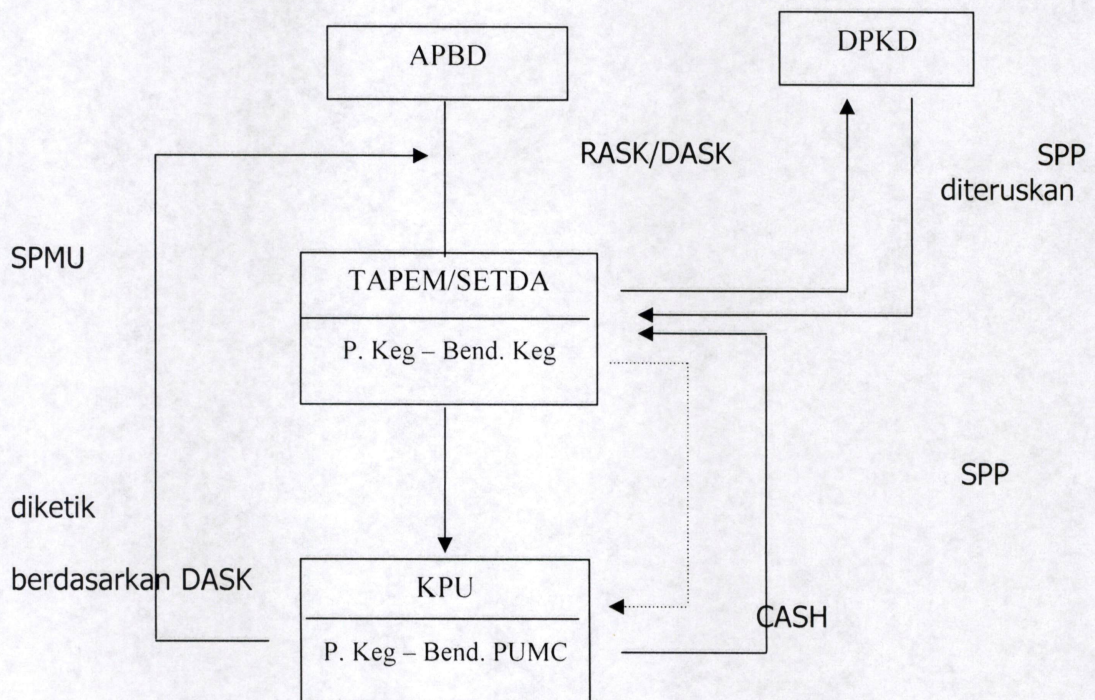 APBD
DPKD
RASK/DASK
SPP
diteruskan
SPMU
TAPEM/SETDA
P. Keg – Bend. Keg
SPP
diketik
berdasarkan DASK
KPU
CASH
P. Keg – Bend. PUMC